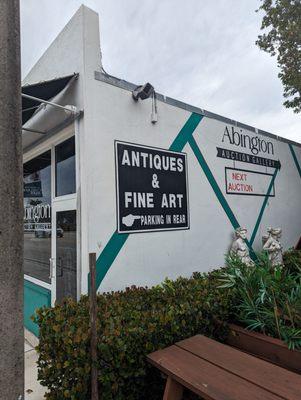 Abington
AUCTION GALLERY
NEXT
AUCTION
ANTIQUES
&
FINE ART
PARKING IN REAR
abington